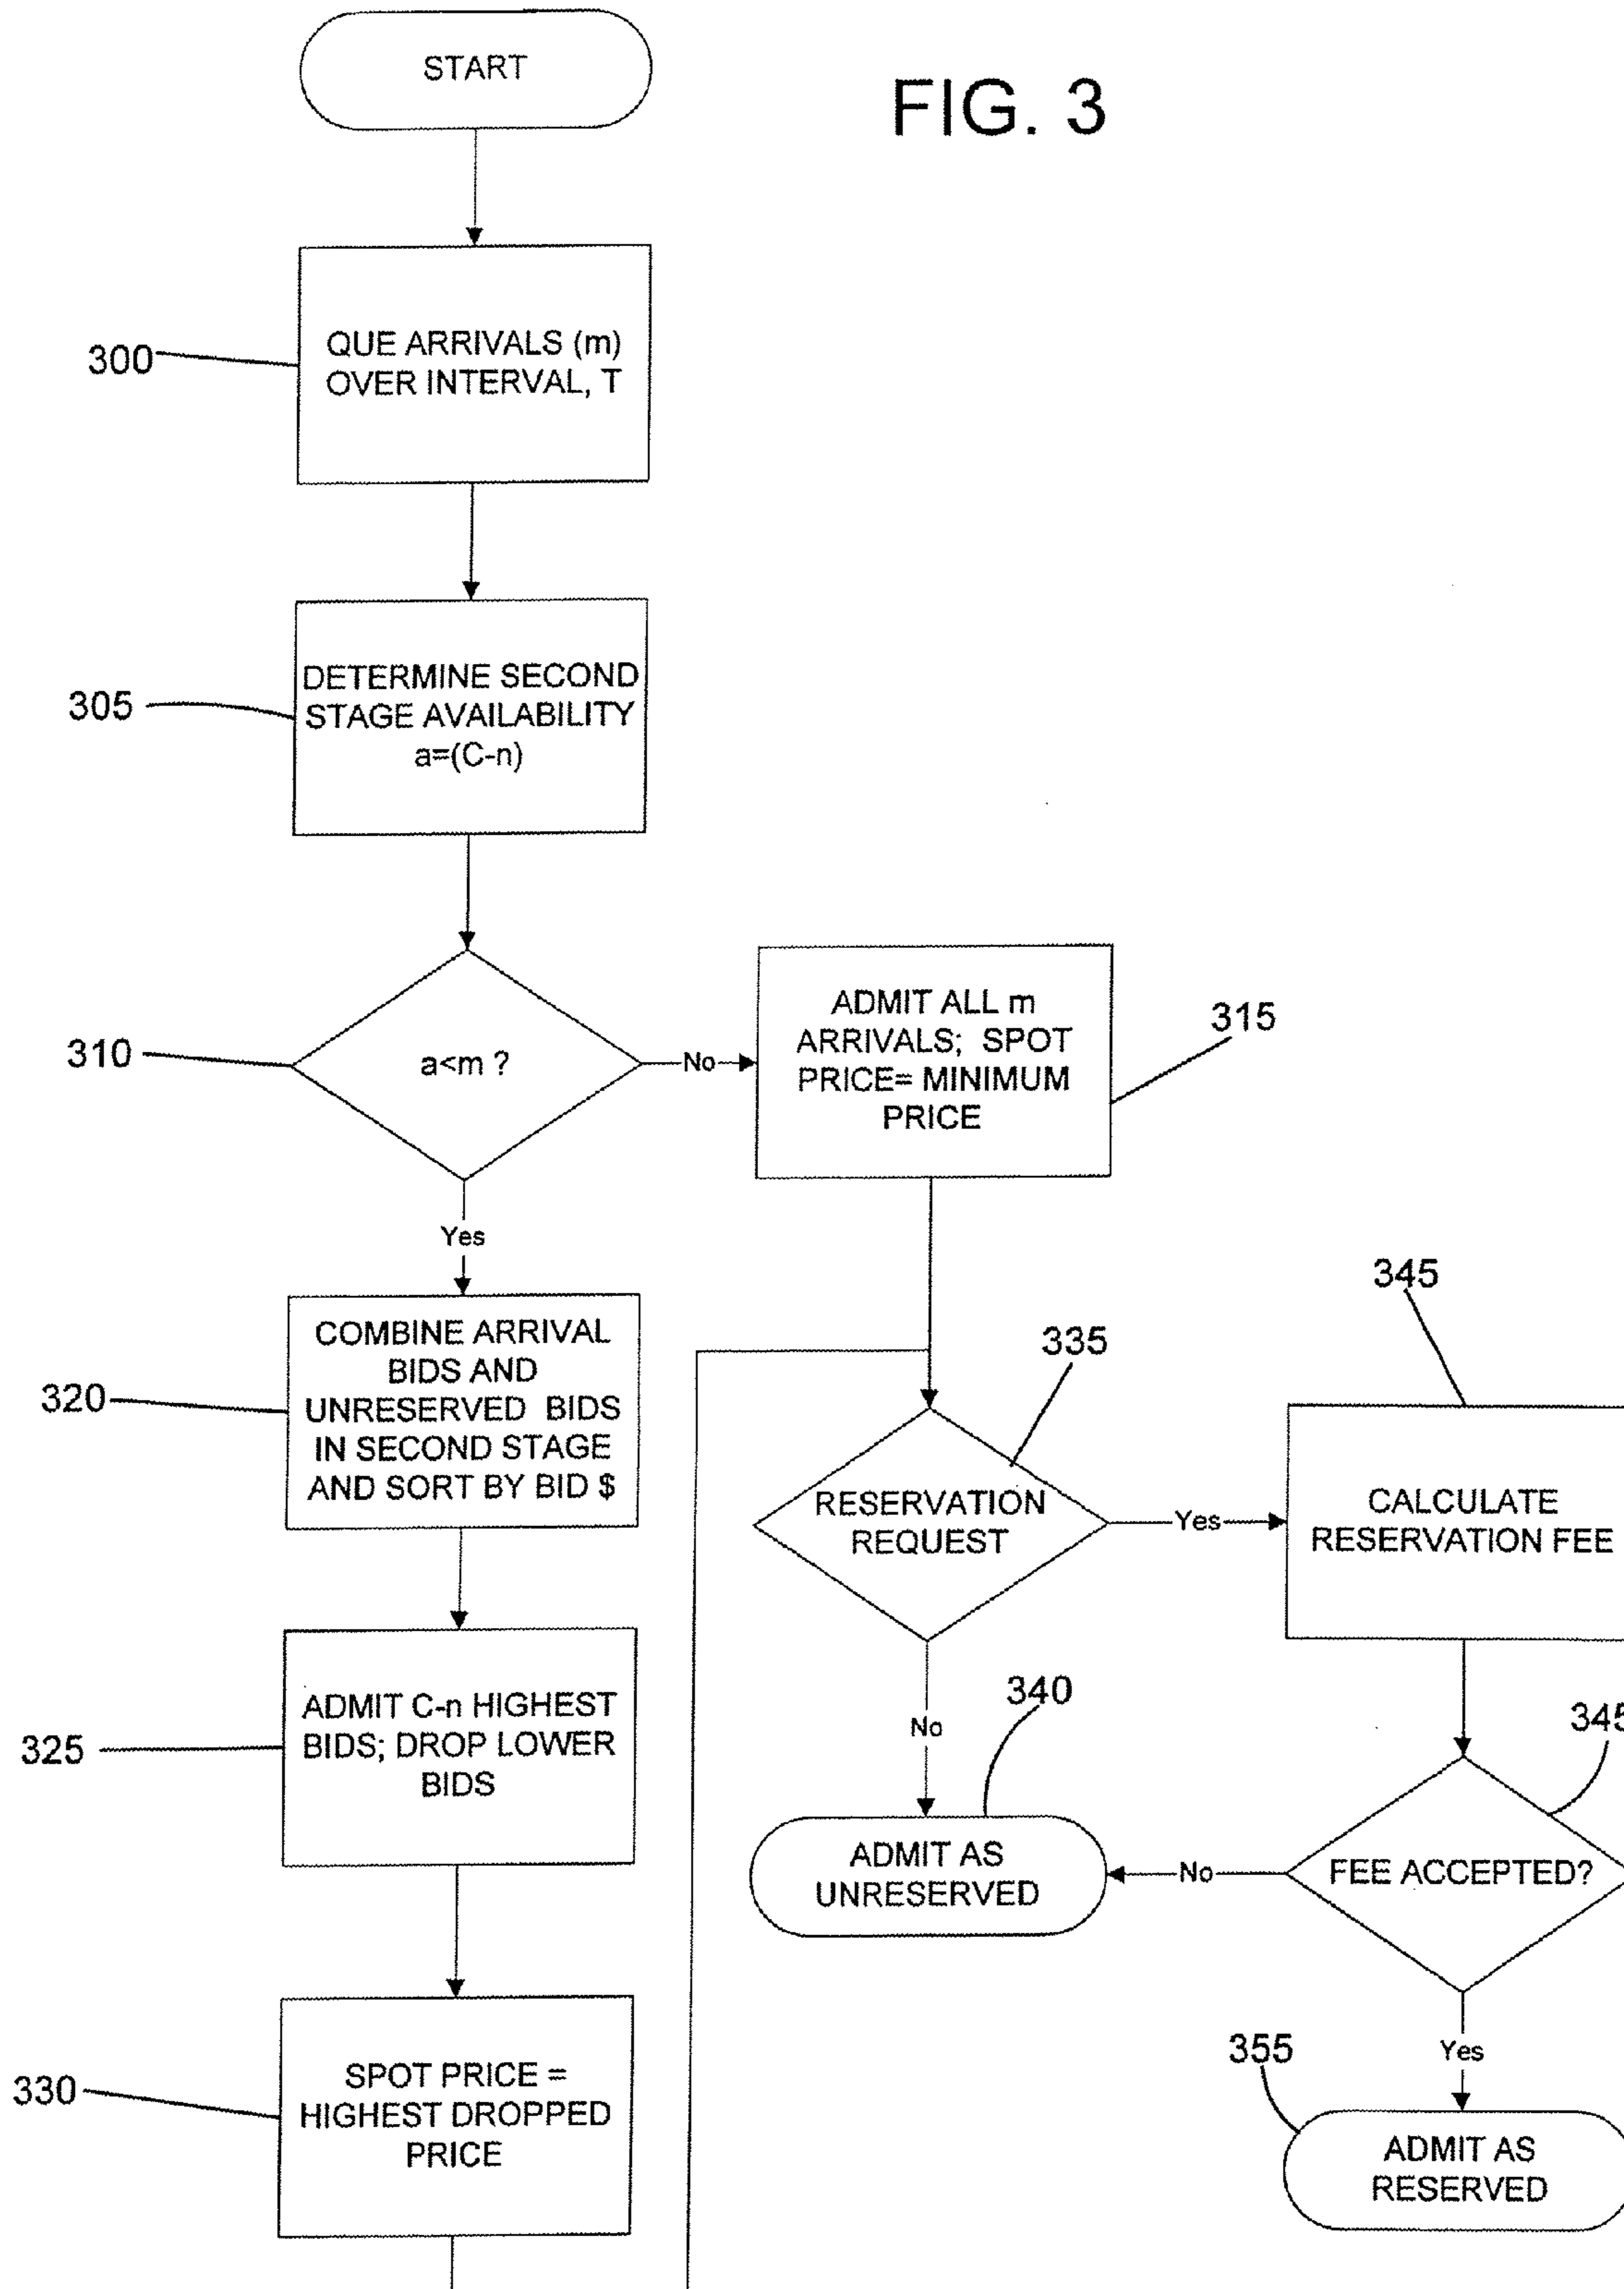 START
FIG. 3
300
QUE ARRIVALS (m)
OVER INTERVAL, T
305
DETERMINE SECOND
STAGE AVAILABILITY
a=(C-n)
310
a<m ?
No
ADMIT ALL m
ARRIVALS; SPOT
PRICE= MINIMUM
PRICE
315
Yes
320
COMBINE ARRIVAL
BIDS AND
UNRESERVED BIDS
IN SECOND STAGE
AND SORT BY BID $
335
RESERVATION
REQUEST
Yes
345
CALCULATE
RESERVATION FEE
325
ADMIT C-n HIGHEST
BIDS; DROP LOWER
BIDS
No
340
ADMIT AS
UNRESERVED
No
345
FEE ACCEPTED?
330
SPOT PRICE =
HIGHEST DROPPED
PRICE
Yes
355
ADMIT AS
RESERVED